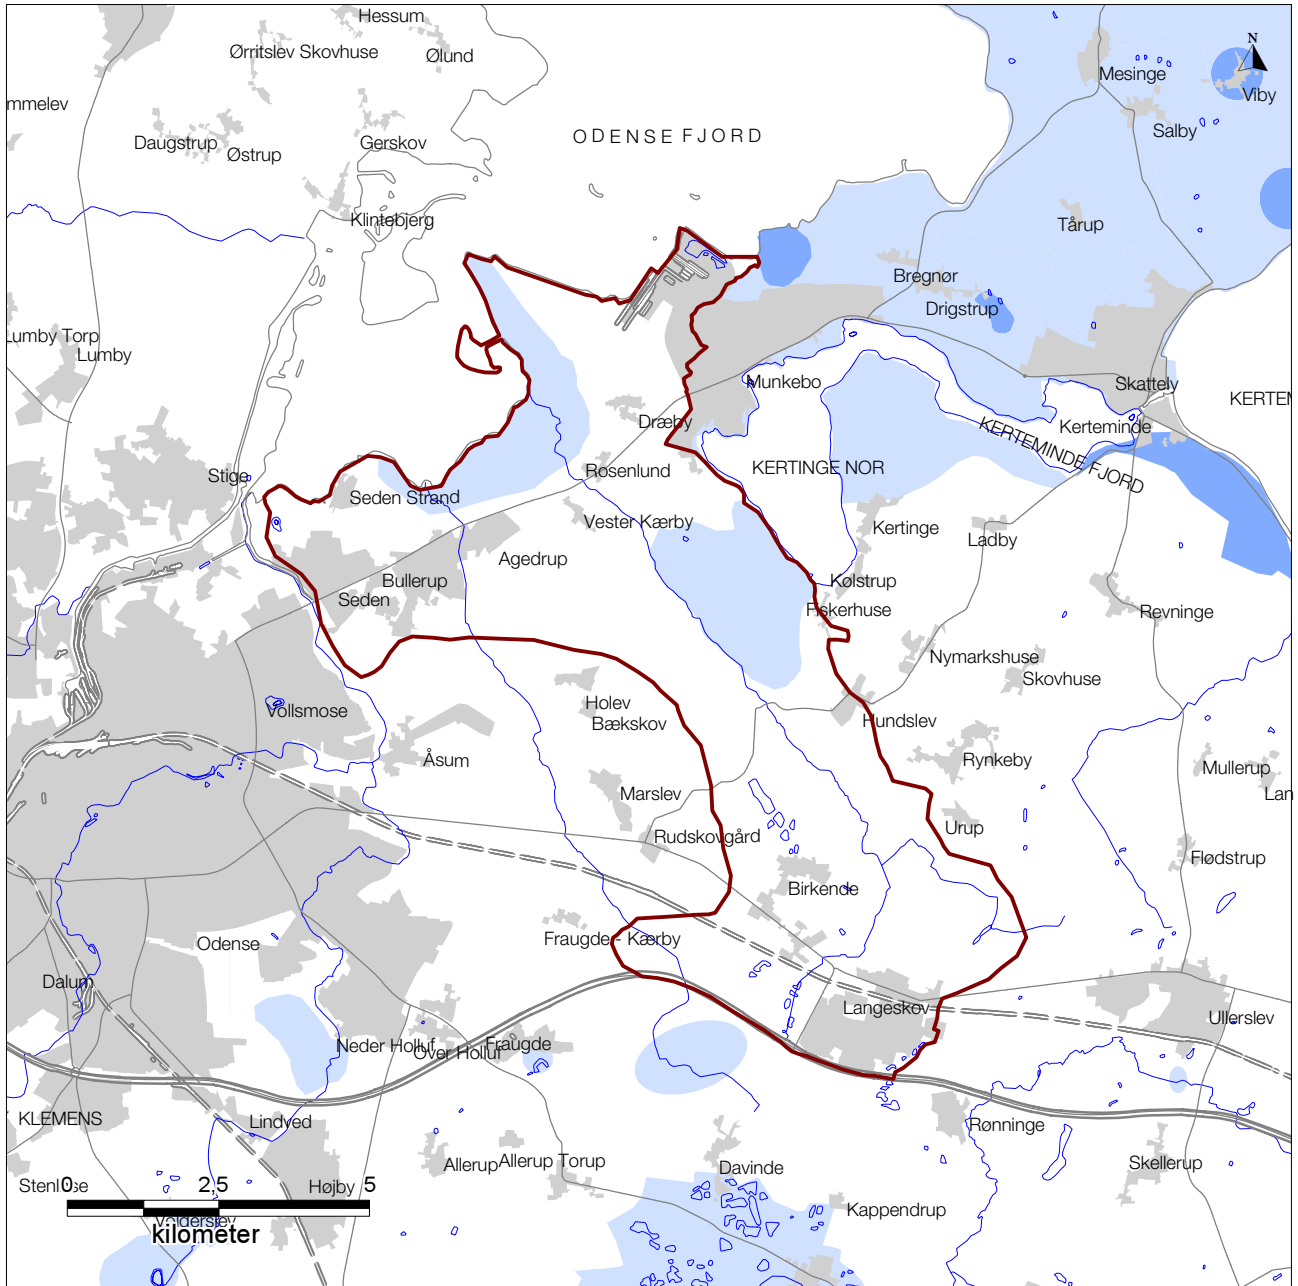 Hessum
Ørritslev Skovhuse
Ølund
N
Mesinge
Viby
mmelev
Salby
Daugstrup
Østrup
Gerskov
ODENSE FJORD
Klintebjerg
Tårup
Bregnør
Drigstrup
Lumby Torp
Lumby
Munkebo
Skattely
KERTEM
Dræby
Kerteminde
KERTEMINDE FJORD
Stige
Rosenlund
KERTINGE NOR
Seden Strand
Vester Kærby
Kertinge
Ladby
Agedrup
Bullerup
Kølstrup
Seden
Fiskerhuse
Revninge
Nymarkshuse
Skovhuse
Vollsmose
Holev
Bækskov
Hundslev
Åsum
Rynkeby
Mullerup
Lan
Marslev
Urup
Rudskovgård
Flødstrup
Birkende
Odense
Fraugde - Kærby
Dalum
Langeskov
Ullerslev
Neder Holluf
Over Holluf
Fraugde
KLEMENS
Lindved
Rønninge
Allerup
Allerup Torup
Davinde
Skellerup
Højby
Kappendrup
0
2,5
5
Volderslev
kilometer